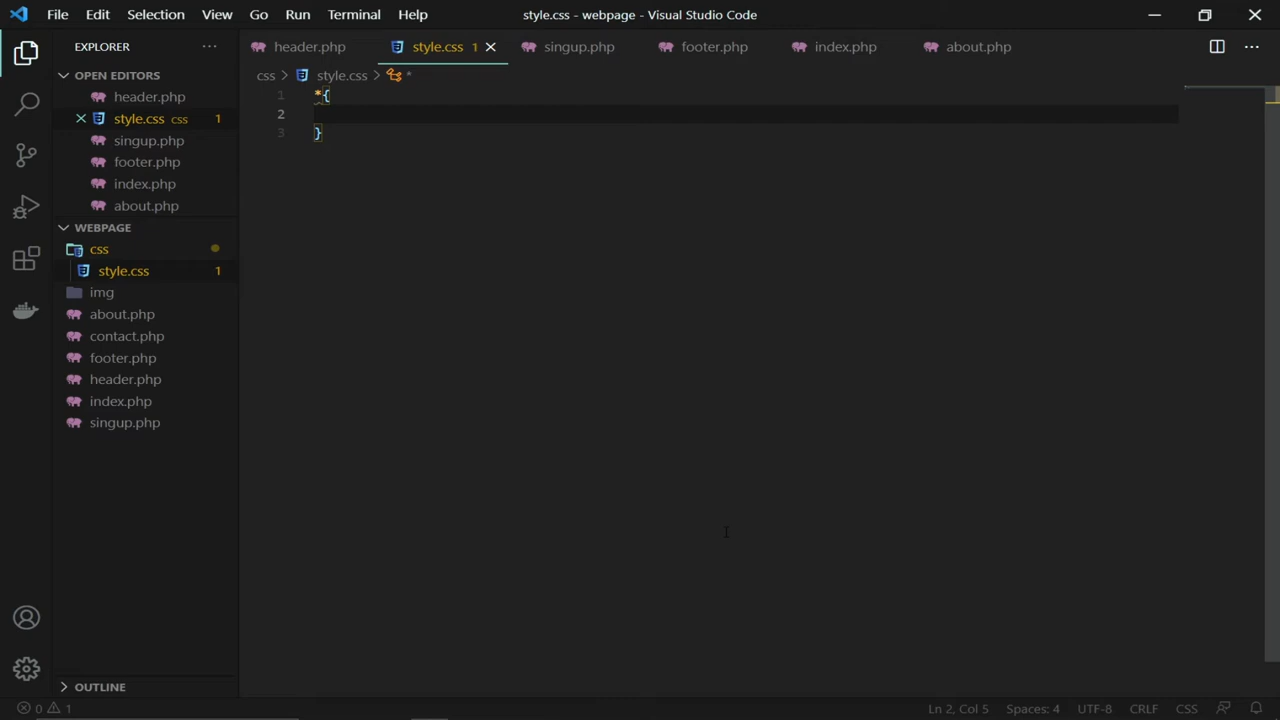 File Edit Selection View Go Run Terminal Help style.css - webpage - Visual Studio Code
EXPLORER ... header.php style.css 1 singup.php footer.php index.php about.php ...
OPEN EDITORS
css > style.css > *
header.php
style.css css 1
singup.php
footer.php
index.php
about.php
1 *{
2
3 }
WEBPAGE
css
style.css 1
img
about.php
contact.php
footer.php
header.php
index.php
singup.php
OUTLINE
0 1 Ln 2, Col 5 Spaces: 4 UTF-8 CRLF CSS